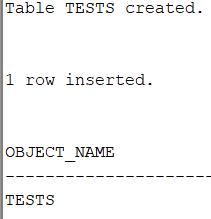 Table TESTS created.
1 row inserted.
OBJECT_NAME
---------------------
TESTS